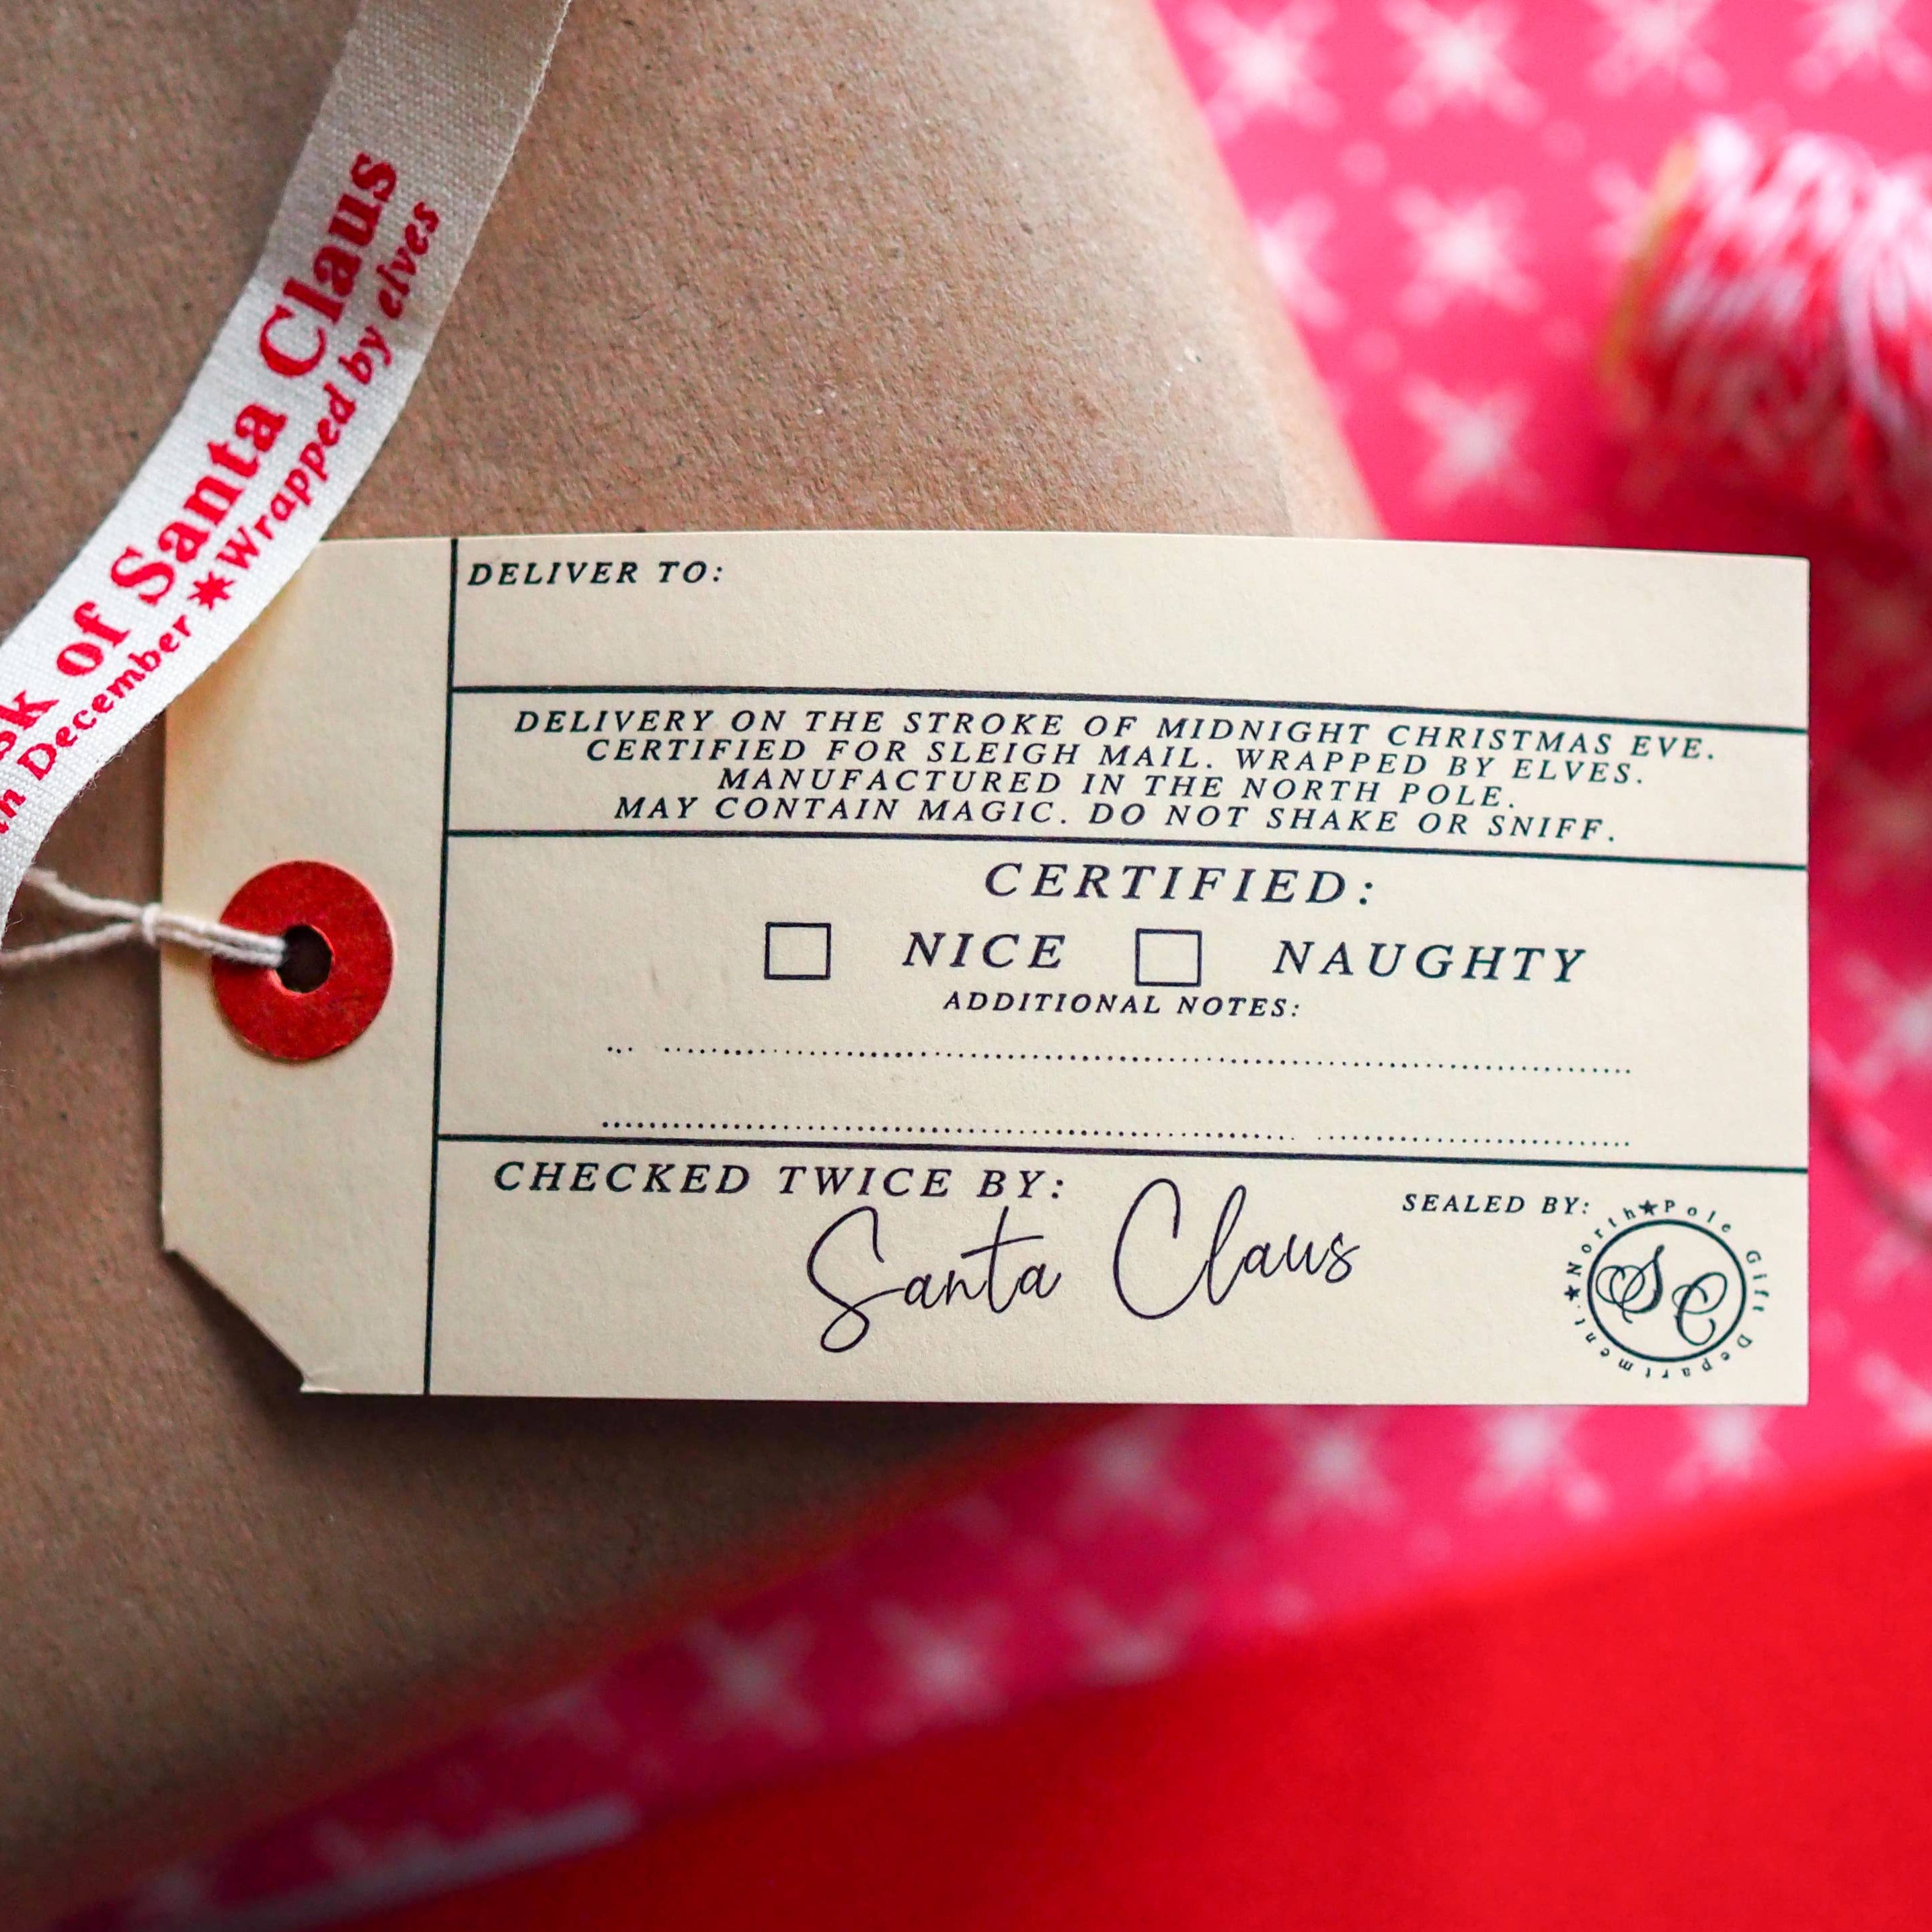 of Santa Claus
December ✷Wrapped by elves
DELIVER TO:
DELIVERY ON THE STROKE OF MIDNIGHT CHRISTMAS EVE.
CERTIFIED FOR SLEIGH MAIL. WRAPPED BY ELVES.
MANUFACTURED IN THE NORTH POLE.
MAY CONTAIN MAGIC. DO NOT SHAKE OR SNIFF.
CERTIFIED:
NICE NAUGHTY
ADDITIONAL NOTES:
CHECKED TWICE BY:
Santa Claus
SEALED BY:
★North★Pole Gift Department.
SC